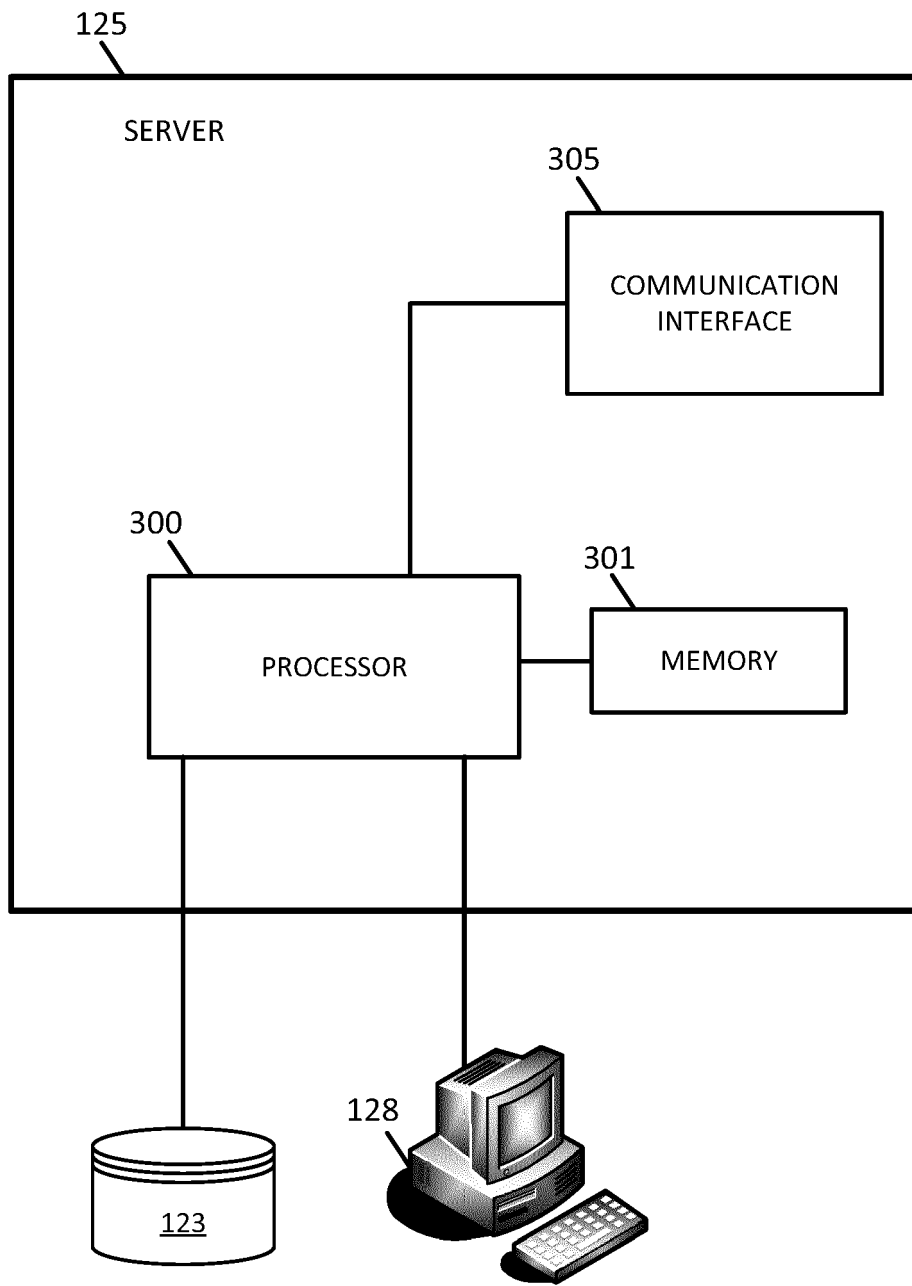 125
SERVER
305
COMMUNICATION
INTERFACE
300
301
PROCESSOR
MEMORY
128
123